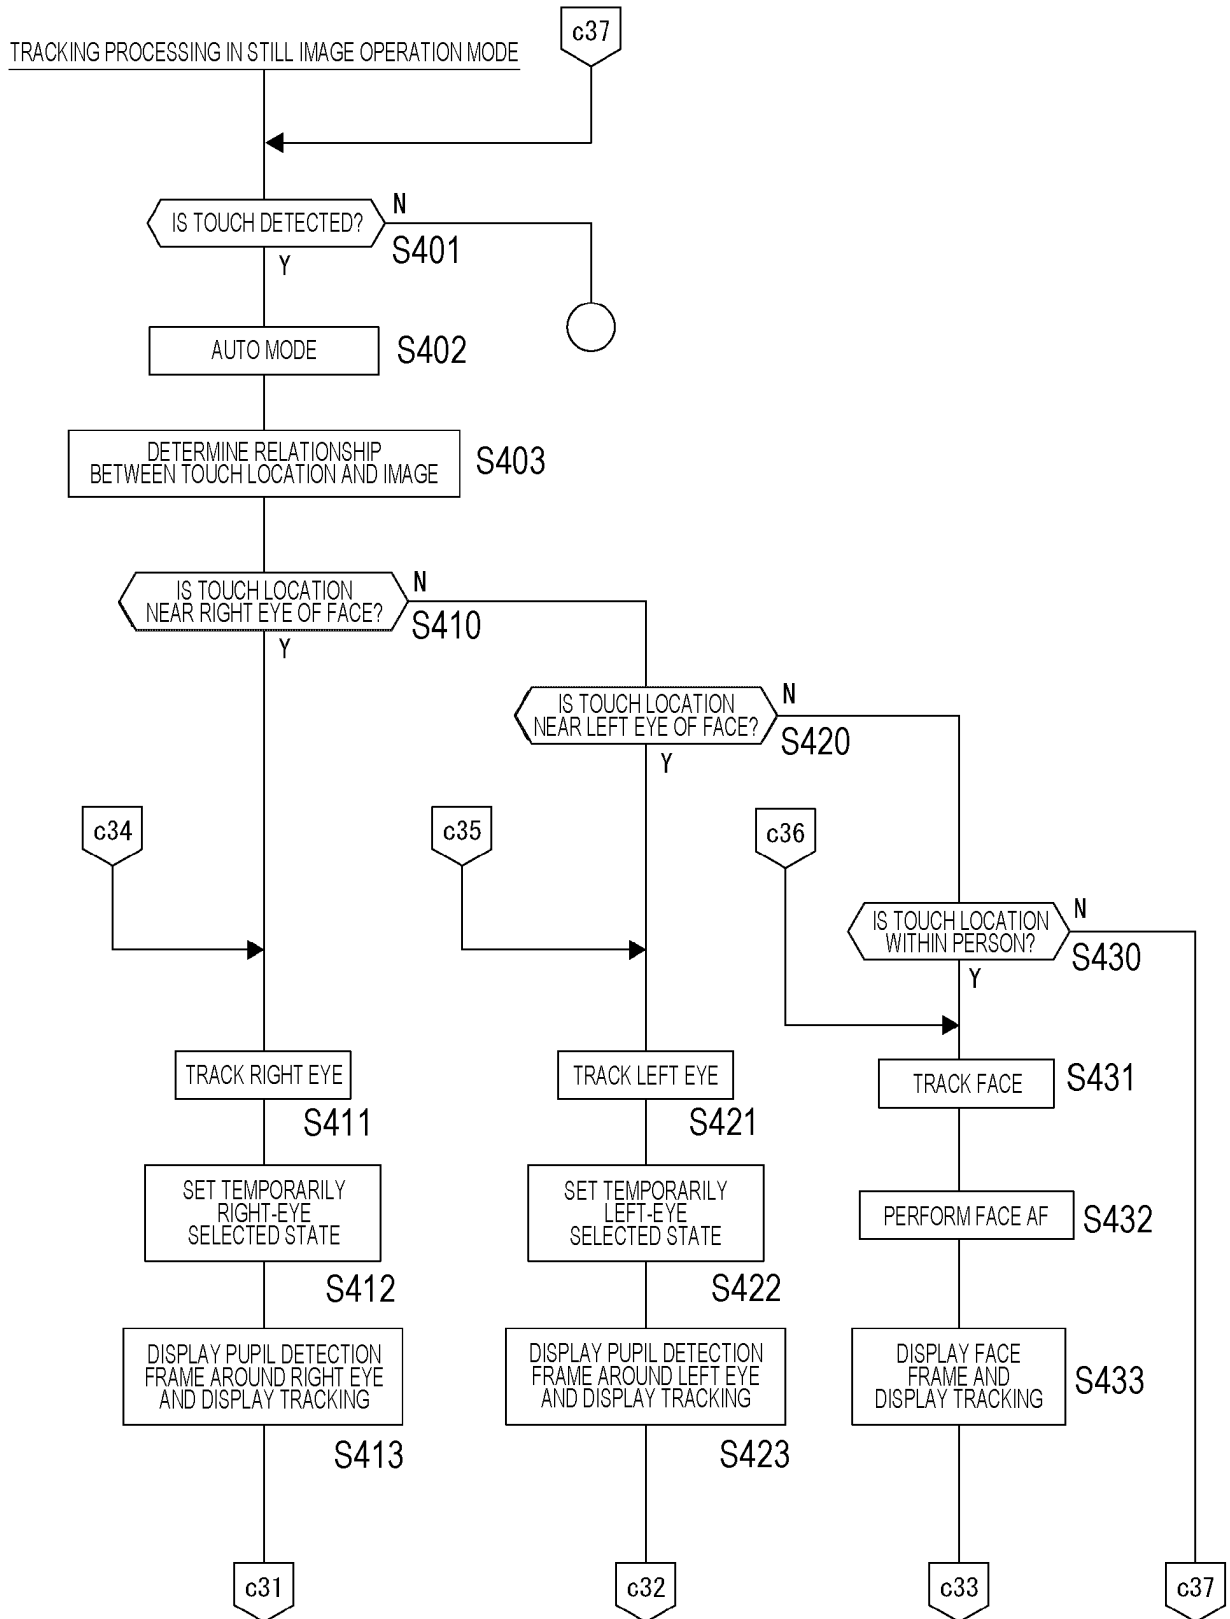 c37
TRACKING PROCESSING IN STILL IMAGE OPERATION MODE
IS TOUCH DETECTED?
N
S401
Y
AUTO MODE
S402
DETERMINE RELATIONSHIP
BETWEEN TOUCH LOCATION AND IMAGE
S403
IS TOUCH LOCATION
NEAR RIGHT EYE OF FACE?
N
S410
Y
IS TOUCH LOCATION
NEAR LEFT EYE OF FACE?
N
S420
Y
c34
c35
c36
IS TOUCH LOCATION
WITHIN PERSON?
N
S430
Y
TRACK RIGHT EYE
S411
TRACK LEFT EYE
S421
TRACK FACE
S431
SET TEMPORARILY
RIGHT-EYE
SELECTED STATE
S412
SET TEMPORARILY
LEFT-EYE
SELECTED STATE
S422
PERFORM FACE AF
S432
DISPLAY PUPIL DETECTION
FRAME AROUND RIGHT EYE
AND DISPLAY TRACKING
S413
DISPLAY PUPIL DETECTION
FRAME AROUND LEFT EYE
AND DISPLAY TRACKING
S423
DISPLAY FACE
FRAME AND
DISPLAY TRACKING
S433
c31
c32
c33
c37